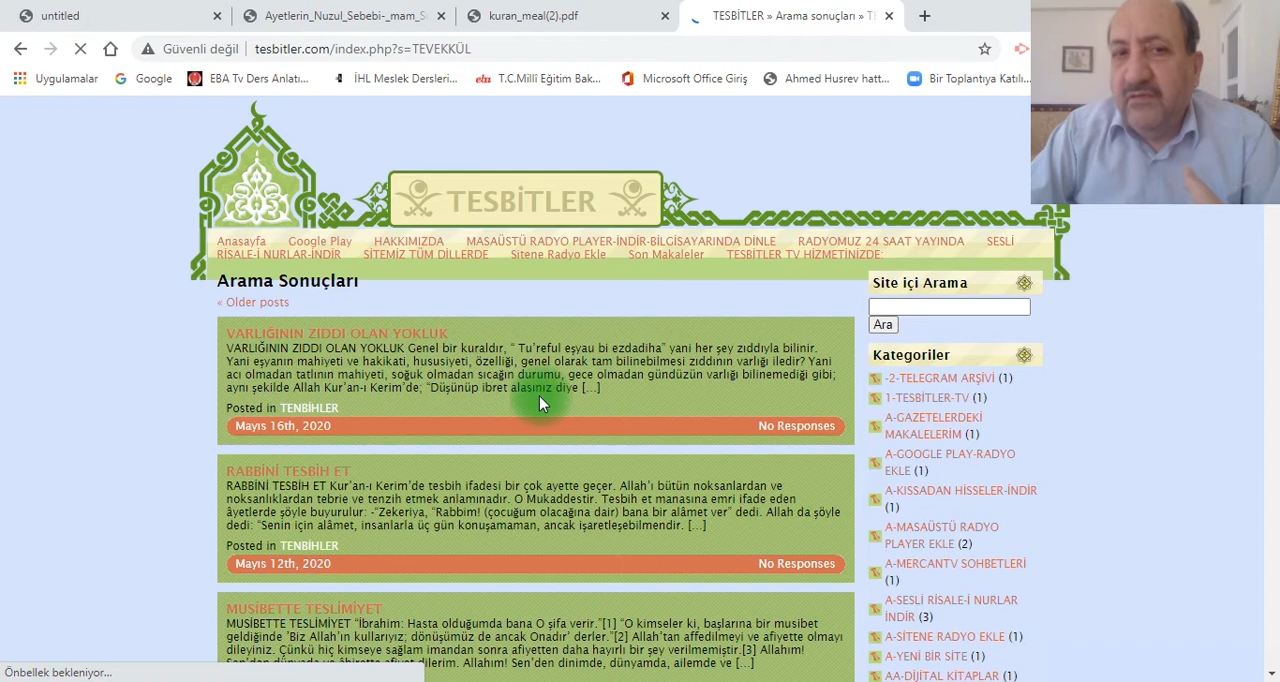 untitled
Ayetlerin_Nuzul_Sebebi-_mam_S
kuran_meal(2).pdf
TESBİTLER » Arama sonuçları » TE
Güvenli değil
tesbitler.com/index.php?s=TEVEKKÜL
Uygulamalar
Google
EBA Tv Ders Anlatı...
İHL Meslek Dersleri...
eba
T.C.Millî Eğitim Bak...
Microsoft Office Giriş
Ahmed Husrev hatt...
Bir Toplantıya Katılı...
TESBİTLER
Anasayfa
Google Play
HAKKIMIZDA
MASAÜSTÜ RADYO PLAYER-İNDİR-BİLGİSAYARINDA DİNLE
RADYOMUZ 24 SAAT YAYINDA
SESLİ
RİSALE-İ NURLAR-İNDİR
SİTEMİZ TÜM DİLLERDE
Sitene Radyo Ekle
Son Makaleler
TESBİTLER TV HİZMETİNİZDE:
Arama Sonuçları
« Older posts
VARLIĞININ ZIDDI OLAN YOKLUK
VARLIĞININ ZIDDI OLAN YOKLUK Genel bir kuraldır, “ Tu’reful eşyau bi ezdadiha” yani her şey zıddıyla bilinir.
Yani eşyanın mahiyeti ve hakikati, hususiyeti, özelliği, genel olarak tam bilinebilmesi zıddının varlığı iledir? Yani
acı olmadan tatlının mahiyeti, soğuk olmadan sıcağın durumu, gece olmadan gündüzün varlığı bilinemediği gibi;
aynı şekilde Allah Kur’an-ı Kerim’de; “Düşünüp ibret alasınız diye [...]
Posted in TENBİHLER
Mayıs 16th, 2020
No Responses
RABBİNİ TESBİH ET
RABBİNİ TESBİH ET Kur’an-ı Kerim’de tesbih ifadesi bir çok ayette geçer. Allah’ı bütün noksanlardan ve
noksanlıklardan tebrie ve tenzih etmek anlamınadır. O Mukaddestir. Tesbih et manasına emri ifade eden
âyetlerde şöyle buyurulur: -“Zekeriya, “Rabbim! (çocuğum olacağına dair) bana bir alâmet ver” dedi. Allah da şöyle
dedi: “Senin için alâmet, insanlarla üç gün konuşamaman, ancak işaretleşebilmendir. [...]
Posted in TENBİHLER
Mayıs 12th, 2020
No Responses
MUSİBETTE TESLİMİYET
MUSİBETTE TESLİMİYET “İbrahim: Hasta olduğumda bana O şifa verir.”[1] “O kimseler ki, başlarına bir musibet
geldiğinde ‘Biz Allah’ın kullarıyız; dönüşümüz de ancak Onadır’ derler.”[2] Allah’tan affedilmeyi ve afiyette olmayı
dileyiniz. Çünkü hiç kimseye sağlam imandan sonra afiyetten daha hayırlı bir şey verilmemiştir.[3] Allahım!
Sen’den dünyada ve âhirette afiyet dilerim. Allahım! Sen’den dinimde, dünyamda, ailemde ve [...]
Site içi Arama
Ara
Kategoriler
-2-TELEGRAM ARŞİVİ (1)
1-TESBİTLER-TV (1)
A-GAZETELERDEKİ
MAKALELERİM (1)
A-GOOGLE PLAY-RADYO
EKLE (1)
A-KISSADAN HİSSELER-İNDİR
(1)
A-MASAÜSTÜ RADYO
PLAYER EKLE (2)
A-MERCANTV SOHBETLERİ
(1)
A-SESLİ RİSALE-İ NURLAR
İNDİR (3)
A-SİTENE RADYO EKLE (1)
A-YENİ BİR SİTE (1)
AA-DİJİTAL KİTAPLAR (1)
Önbellek bekleniyor...